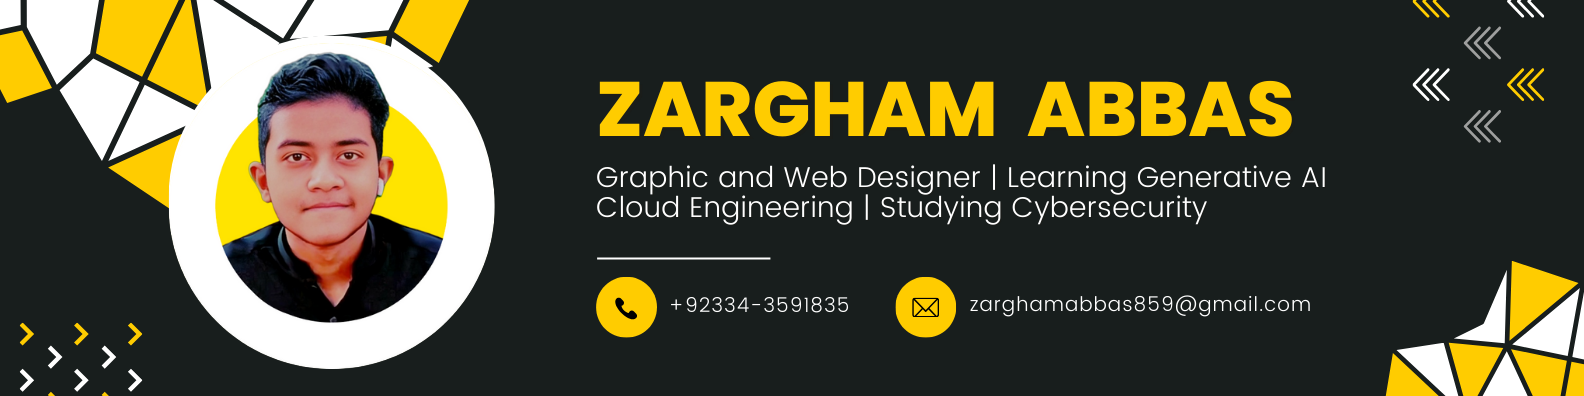 ZARGHAM ABBAS
Graphic and Web Designer | Learning Generative AI
Cloud Engineering | Studying Cybersecurity
+92334-3591835
zarghamabbas859@gmail.com